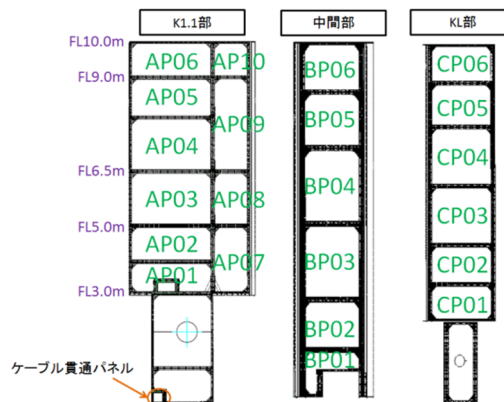 K1.1部
中間部
KL部
FL10.0m
FL9.0m
FL6.5m
FL5.0m
FL3.0m
AP06
AP10
AP05
AP09
AP04
AP03
AP08
AP02
AP07
AP01
BP06
BP05
BP04
BP03
BP02
BP01
CP06
CP05
CP04
CP03
CP02
CP01
ケーブル貫通パネル